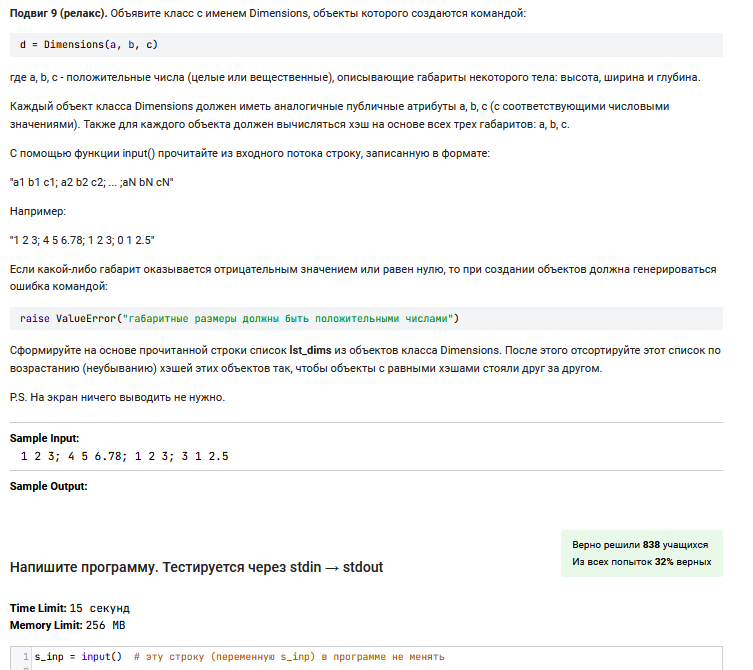 Подвиг 9 (релакс). Объявите класс с именем Dimensions, объекты которого создаются командой:
d = Dimensions(a, b, c)
где a, b, c - положительные числа (целые или вещественные), описывающие габариты некоторого тела: высота, ширина и глубина.
Каждый объект класса Dimensions должен иметь аналогичные публичные атрибуты a, b, c (с соответствующими числовыми
значениями). Также для каждого объекта должен вычисляться хэш на основе всех трех габаритов: a, b, c.
С помощью функции input() прочитайте из входного потока строку, записанную в формате:
"a1 b1 c1; a2 b2 c2; ... ;aN bN cN"
Например:
"1 2 3; 4 5 6.78; 1 2 3; 0 1 2.5"
Если какой-либо габарит оказывается отрицательным значением или равен нулю, то при создании объектов должна генерироваться
ошибка командой:
raise ValueError("габаритные размеры должны быть положительными числами")
Сформируйте на основе прочитанной строки список lst_dims из объектов класса Dimensions. После этого отсортируйте этот список по
возрастанию (неубыванию) хэшей этих объектов так, чтобы объекты с равными хэшами стояли друг за другом.
P.S. На экран ничего выводить не нужно.
Sample Input:
1 2 3; 4 5 6.78; 1 2 3; 3 1 2.5
Sample Output:
Верно решили 838 учащихся
Из всех попыток 32% верных
Напишите программу. Тестируется через stdin → stdout
Time Limit: 15 секунд
Memory Limit: 256 MB
1 s_inp = input() # эту строку (переменную s_inp) в программе не менять